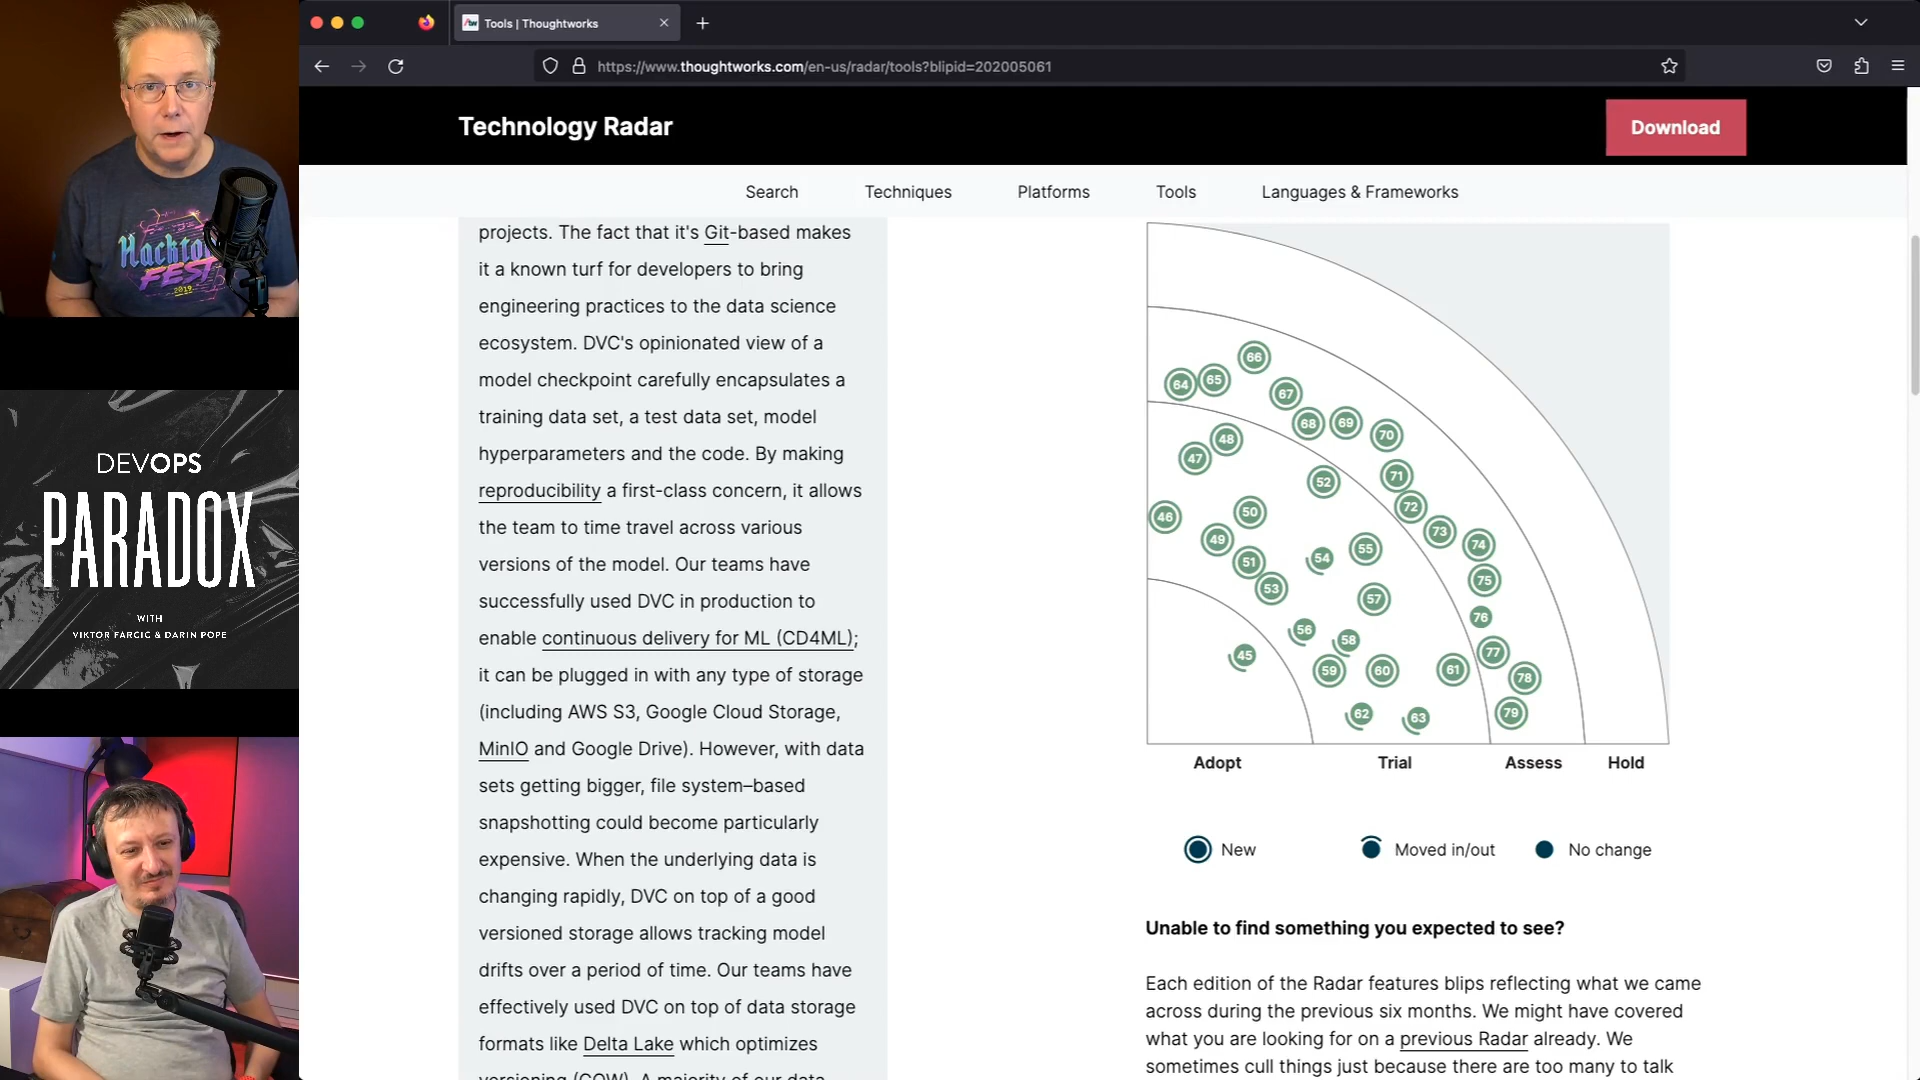 Tools | Thoughtworks
https://www.thoughtworks.com/en-us/radar/tools?blipid=202005061
Technology Radar
Download
Search
Techniques
Platforms
Tools
Languages & Frameworks
projects. The fact that it's Git-based makes
it a known turf for developers to bring
engineering practices to the data science
ecosystem. DVC's opinionated view of a
model checkpoint carefully encapsulates a
training data set, a test data set, model
hyperparameters and the code. By making
reproducibility a first-class concern, it allows
the team to time travel across various
versions of the model. Our teams have
successfully used DVC in production to
enable continuous delivery for ML (CD4ML);
it can be plugged in with any type of storage
(including AWS S3, Google Cloud Storage,
MinIO and Google Drive). However, with data
sets getting bigger, file system–based
snapshotting could become particularly
expensive. When the underlying data is
changing rapidly, DVC on top of a good
versioned storage allows tracking model
drifts over a period of time. Our teams have
effectively used DVC on top of data storage
formats like Delta Lake which optimizes
versioning (COW). A majority of our data
66
64
65
67
68
69
70
48
47
71
52
72
46
50
73
49
74
55
54
51
75
53
57
76
56
58
77
45
59
60
61
78
62
63
79
Adopt
Trial
Assess
Hold
New
Moved in/out
No change
Unable to find something you expected to see?
Each edition of the Radar features blips reflecting what we came
across during the previous six months. We might have covered
what you are looking for on a previous Radar already. We
sometimes cull things just because there are too many to talk
Hackto
FEST
2019
DEVOPS
PARADOX
WITH
VIKTOR FARCIC & DARIN POPE